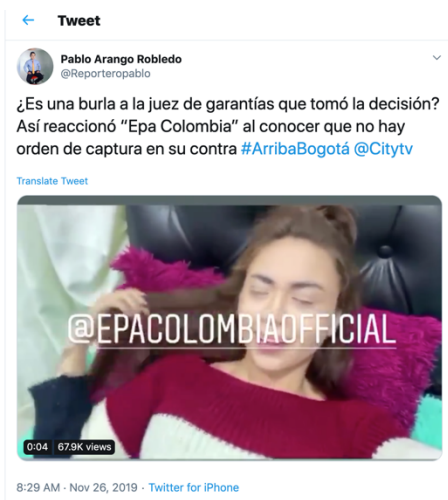 Tweet
Pablo Arango Robledo
@Reporteropablo
¿Es una burla a la juez de garantías que tomó la decisión?
Así reaccionó “Epa Colombia” al conocer que no hay
orden de captura en su contra #ArribaBogotá @Citytv
Translate Tweet
@EPACOLOMBIAOFFICIAL
0:04 67.9K views
8:29 AM · Nov 26, 2019 · Twitter for iPhone